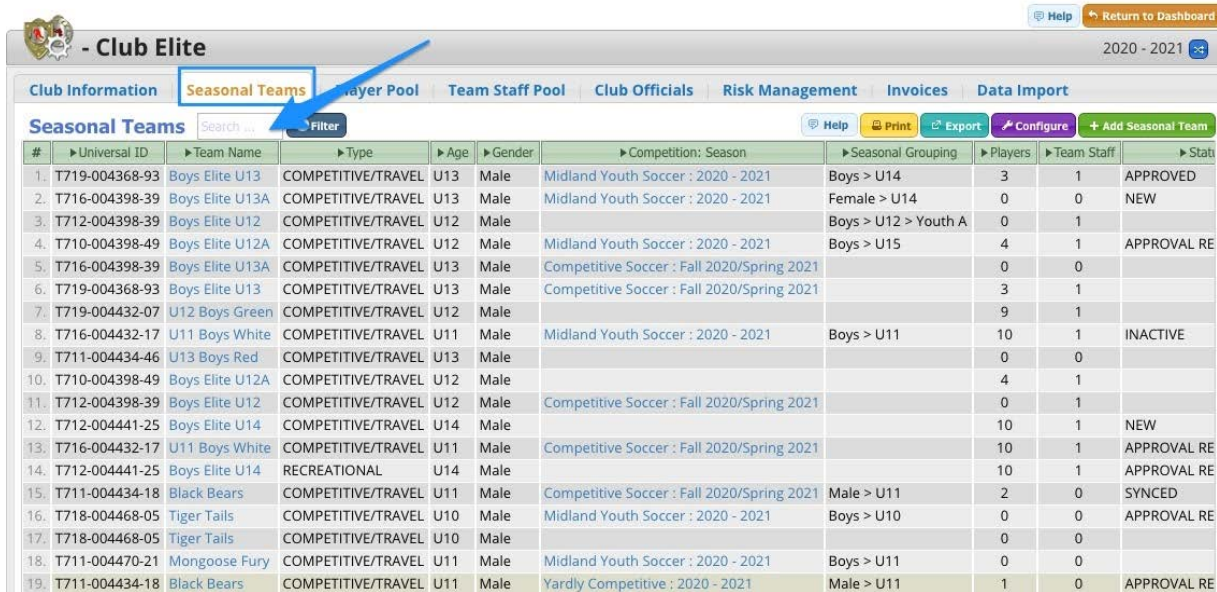 Help Return to Dashboard
- Club Elite 2020 - 2021
Club Information Seasonal Teams Player Pool Team Staff Pool Club Officials Risk Management Invoices Data Import
Seasonal Teams Search ... Filter Help Print Export Configure + Add Seasonal Team
# Universal ID Team Name Type Age Gender Competition: Season Seasonal Grouping Players Team Staff Statu
1. T719-004368-93 Boys Elite U13 COMPETITIVE/TRAVEL U13 Male Midland Youth Soccer : 2020 - 2021 Boys > U14 3 1 APPROVED
2. T716-004398-39 Boys Elite U13A COMPETITIVE/TRAVEL U13 Male Midland Youth Soccer : 2020 - 2021 Female > U14 0 0 NEW
3. T712-004398-39 Boys Elite U12 COMPETITIVE/TRAVEL U12 Male Boys > U12 > Youth A 0 1
4. T710-004398-49 Boys Elite U12A COMPETITIVE/TRAVEL U12 Male Midland Youth Soccer : 2020 - 2021 Boys > U15 4 1 APPROVAL RE
5. T716-004398-39 Boys Elite U13A COMPETITIVE/TRAVEL U13 Male Competitive Soccer : Fall 2020/Spring 2021 0 0
6. T719-004368-93 Boys Elite U13 COMPETITIVE/TRAVEL U13 Male Competitive Soccer : Fall 2020/Spring 2021 3 1
7. T719-004432-07 U12 Boys Green COMPETITIVE/TRAVEL U12 Male 9 1
8. T716-004432-17 U11 Boys White COMPETITIVE/TRAVEL U11 Male Midland Youth Soccer : 2020 - 2021 Boys > U11 10 1 INACTIVE
9. T711-004434-46 U13 Boys Red COMPETITIVE/TRAVEL U13 Male 0 0
10. T710-004398-49 Boys Elite U12A COMPETITIVE/TRAVEL U12 Male 4 1
11. T712-004398-39 Boys Elite U12 COMPETITIVE/TRAVEL U12 Male Competitive Soccer : Fall 2020/Spring 2021 0 1
12. T712-004441-25 Boys Elite U14 COMPETITIVE/TRAVEL U14 Male 10 1 NEW
13. T716-004432-17 U11 Boys White COMPETITIVE/TRAVEL U11 Male Competitive Soccer : Fall 2020/Spring 2021 10 1 APPROVAL RE
14. T712-004441-25 Boys Elite U14 RECREATIONAL U14 Male 10 1 APPROVAL RE
15. T711-004434-18 Black Bears COMPETITIVE/TRAVEL U11 Male Competitive Soccer : Fall 2020/Spring 2021 Male > U11 2 0 SYNCED
16. T718-004468-05 Tiger Tails COMPETITIVE/TRAVEL U10 Male Midland Youth Soccer : 2020 - 2021 Boys > U10 0 0 APPROVAL RE
17. T718-004468-05 Tiger Tails COMPETITIVE/TRAVEL U10 Male 0 0
18. T711-004470-21 Mongoose Fury COMPETITIVE/TRAVEL U11 Male Midland Youth Soccer : 2020 - 2021 Boys > U11 0 0
19. T711-004434-18 Black Bears COMPETITIVE/TRAVEL U11 Male Yardly Competitive : 2020 - 2021 Male > U11 1 0 APPROVAL RE